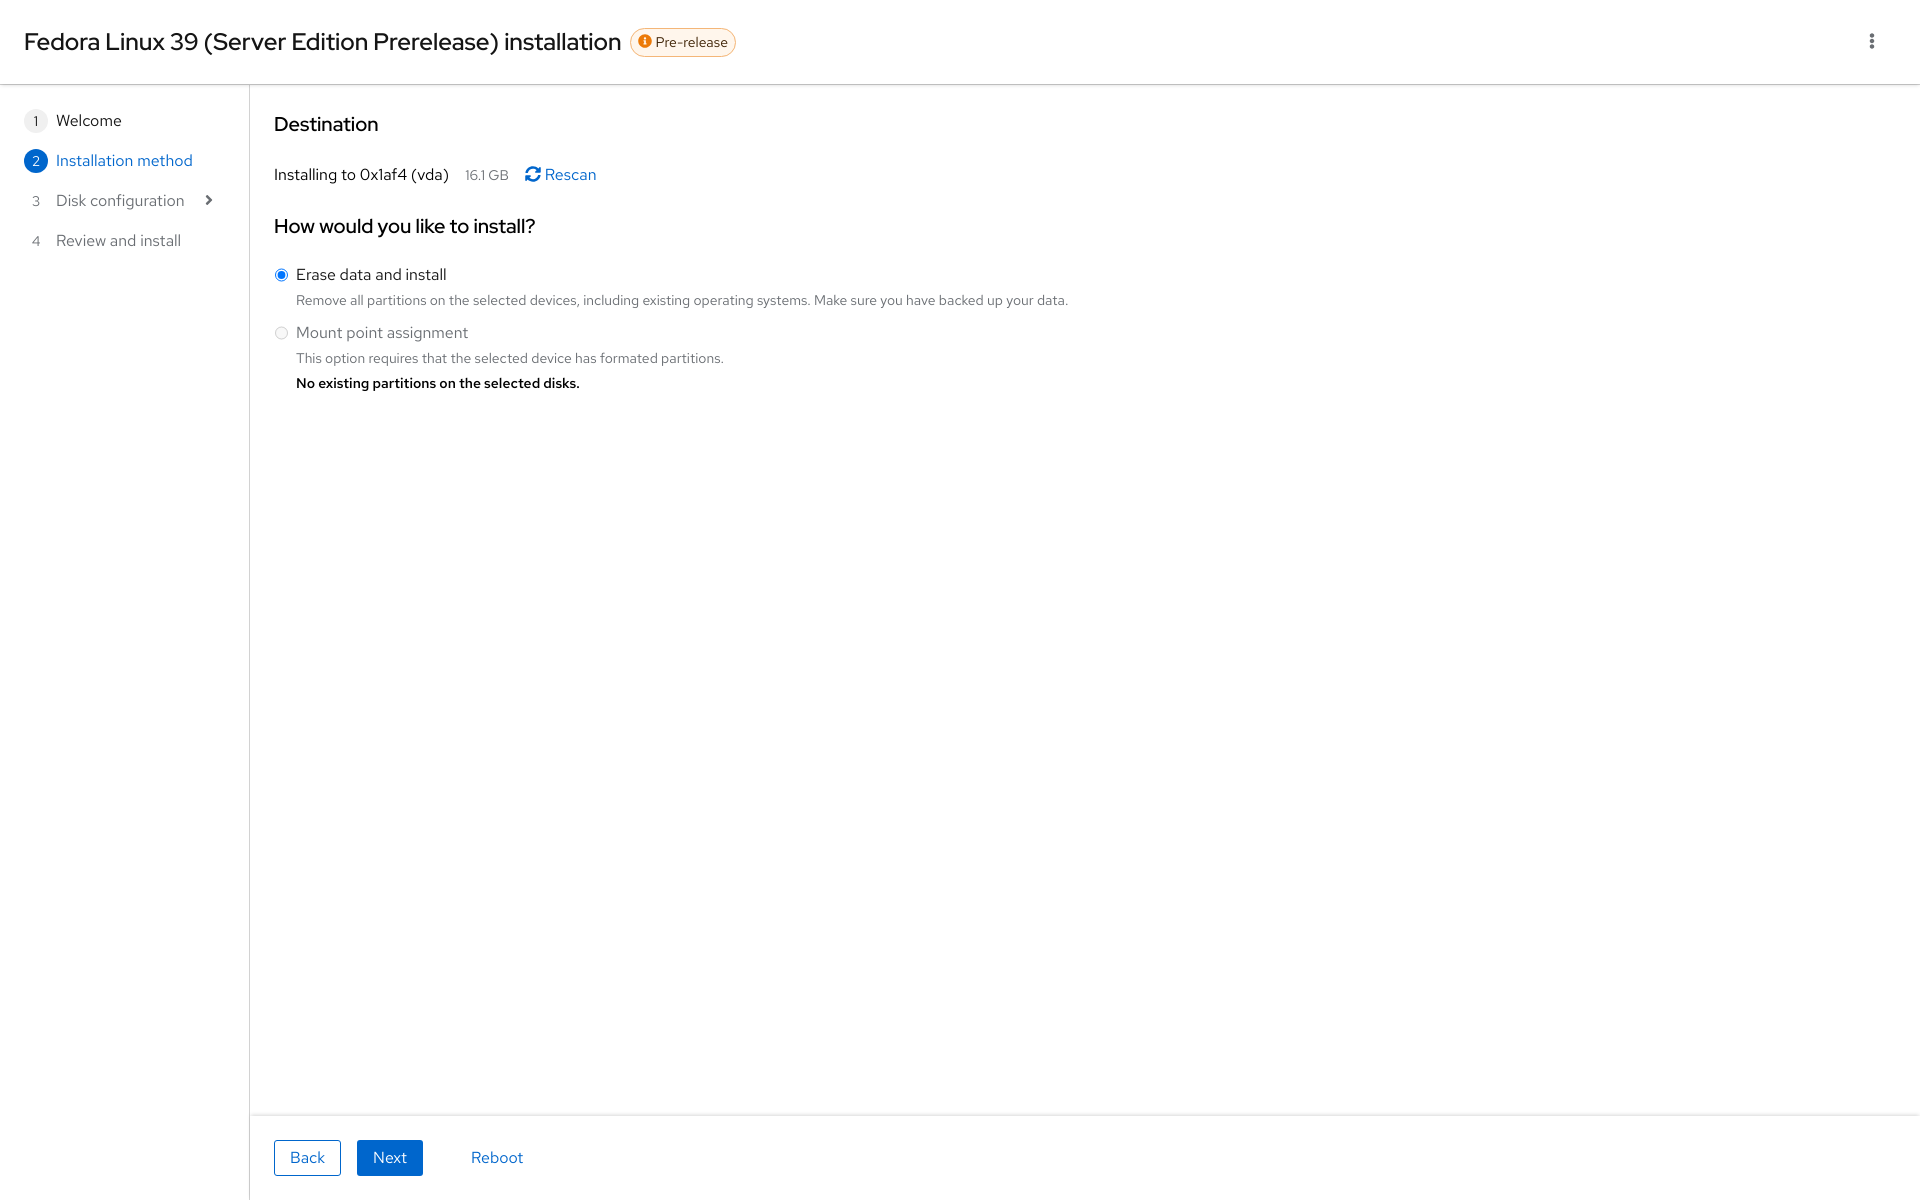 Fedora Linux 39 (Server Edition Prerelease) installation Pre-release
1 Welcome
2 Installation method
3 Disk configuration
4 Review and install
Destination
Installing to 0x1af4 (vda) 16.1 GB Rescan
How would you like to install?
Erase data and install
Remove all partitions on the selected devices, including existing operating systems. Make sure you have backed up your data.
Mount point assignment
This option requires that the selected device has formated partitions.
No existing partitions on the selected disks.
Back Next Reboot